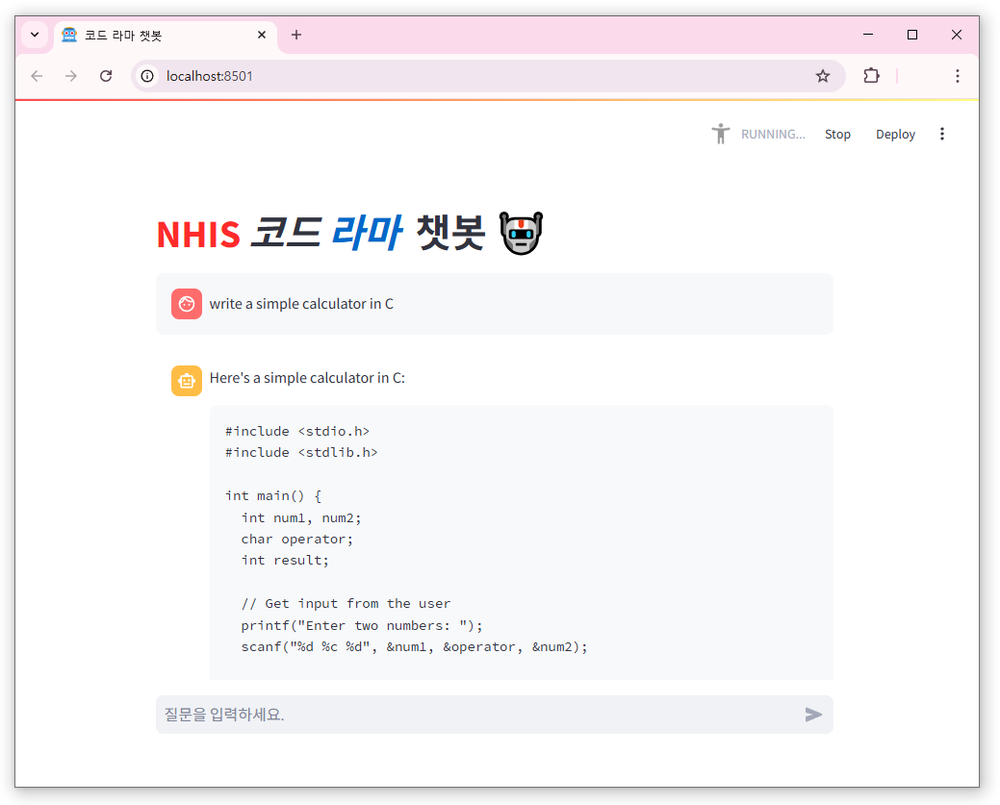 코드 라마 챗봇
localhost:8501
RUNNING...
Stop
Deploy
NHIS 코드 라마 챗봇
write a simple calculator in C
Here's a simple calculator in C:
#include <stdio.h>
#include <stdlib.h>
int main() {
  int num1, num2;
  char operator;
  int result;
  // Get input from the user
  printf("Enter two numbers: ");
  scanf("%d %c %d", &num1, &operator, &num2);
질문을 입력하세요.